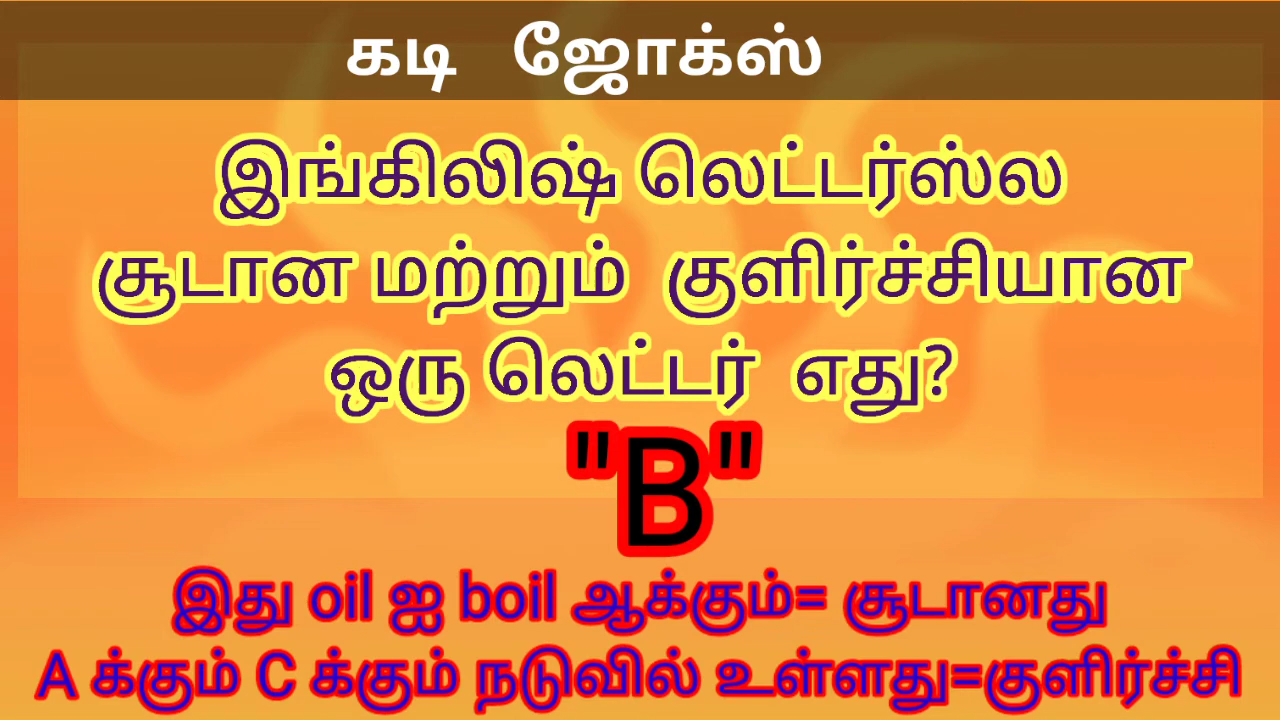 கடி ஜோக்ஸ்
இங்கிலிஷ் லெட்டர்ஸ்ல
சூடான மற்றும் குளிர்ச்சியான
ஒரு லெட்டர் எது?
"B"
இது oil ஐ boil ஆக்கும்= சூடானது
A க்கும் C க்கும் நடுவில் உள்ளது=குளிர்ச்சி